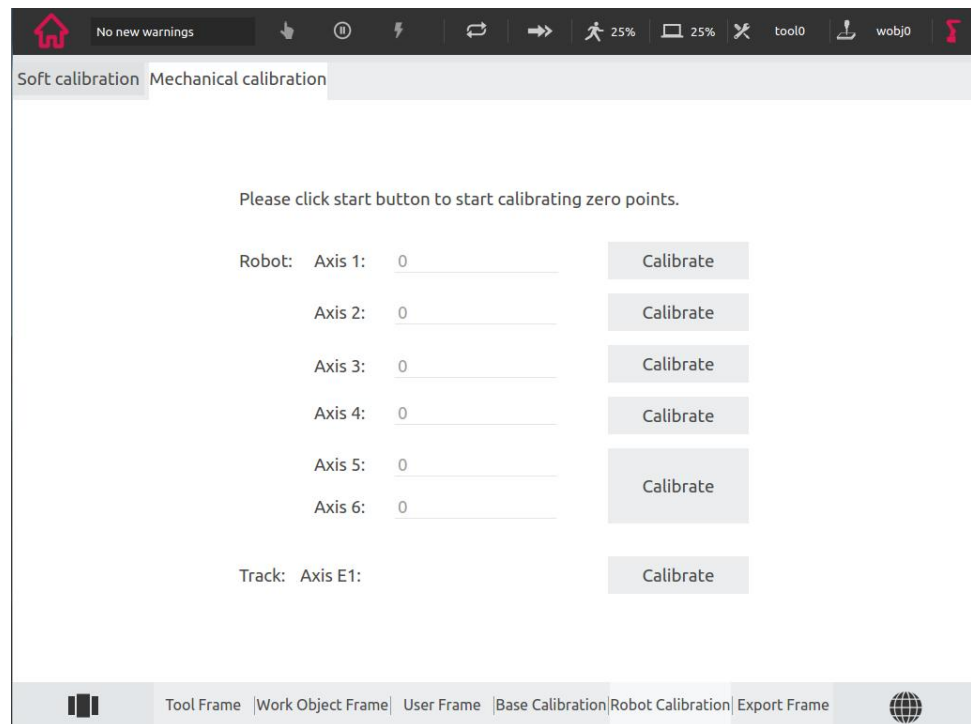 No new warnings 25% 25% tool0 wobj0
Soft calibration Mechanical calibration
Please click start button to start calibrating zero points.
Robot: Axis 1: 0 Calibrate
Axis 2: 0 Calibrate
Axis 3: 0 Calibrate
Axis 4: 0 Calibrate
Axis 5: 0
Calibrate
Axis 6: 0
Track: Axis E1: Calibrate
Tool Frame Work Object Frame User Frame Base Calibration Robot Calibration Export Frame